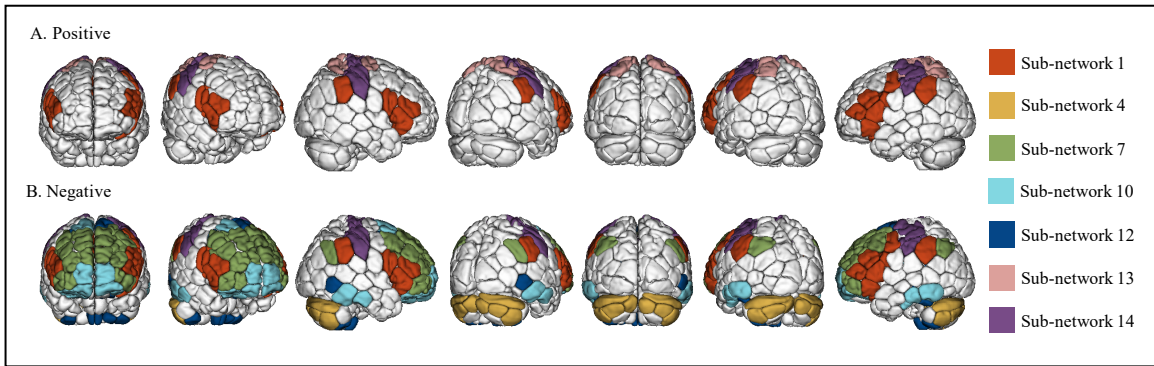 A. Positive
B. Negative
Sub-network 1
Sub-network 4
Sub-network 7
Sub-network 10
Sub-network 12
Sub-network 13
Sub-network 14